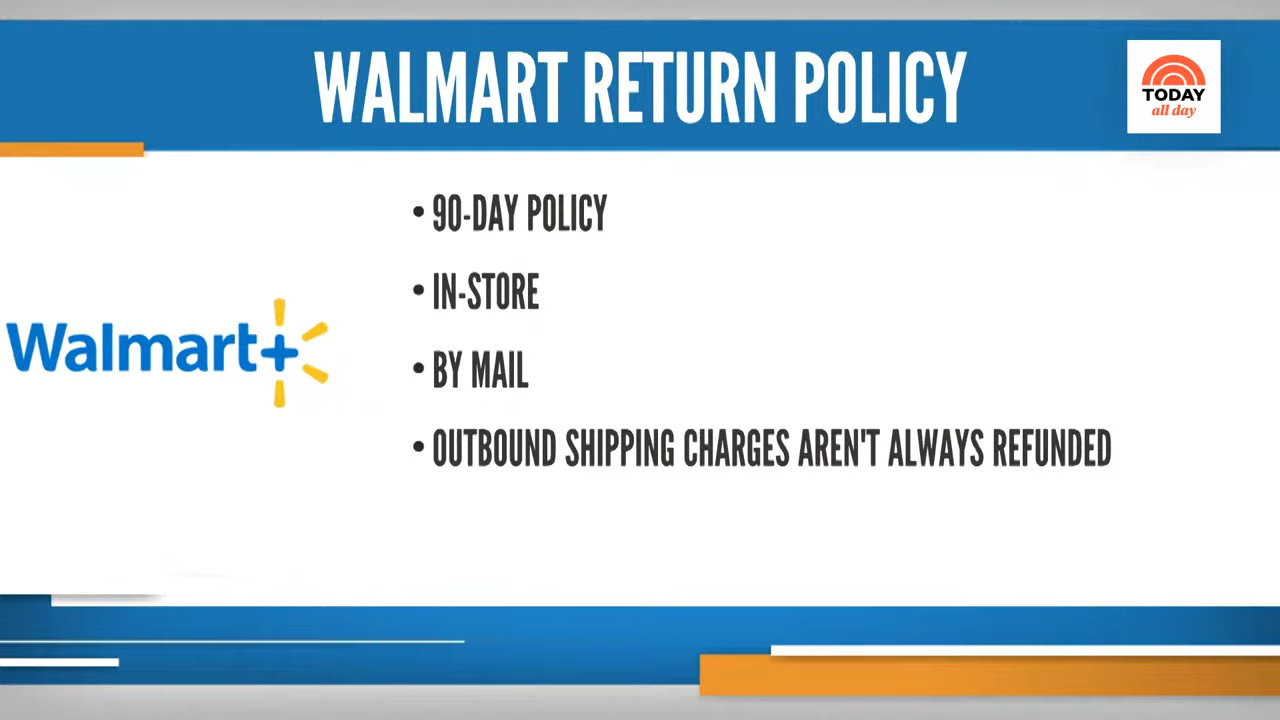 WALMART RETURN POLICY
TODAY
all day
• 90-DAY POLICY
• IN-STORE
Walmart+
• BY MAIL
• OUTBOUND SHIPPING CHARGES AREN'T ALWAYS REFUNDED